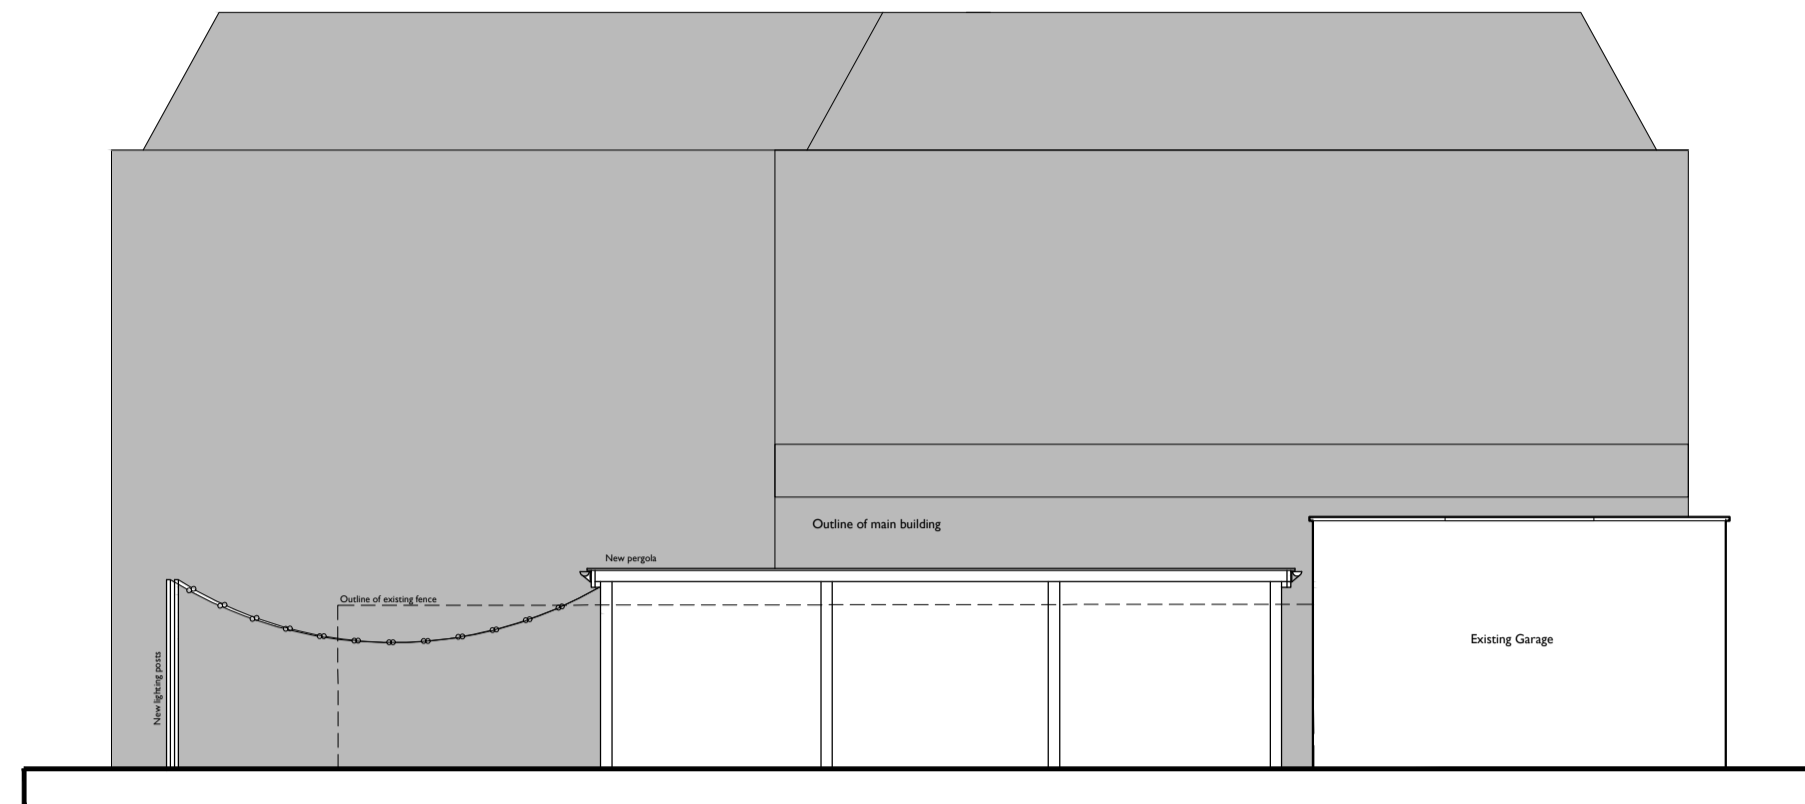 Outline of main building
New pergola
Outline of existing fence
New lighting posts
Existing Garage